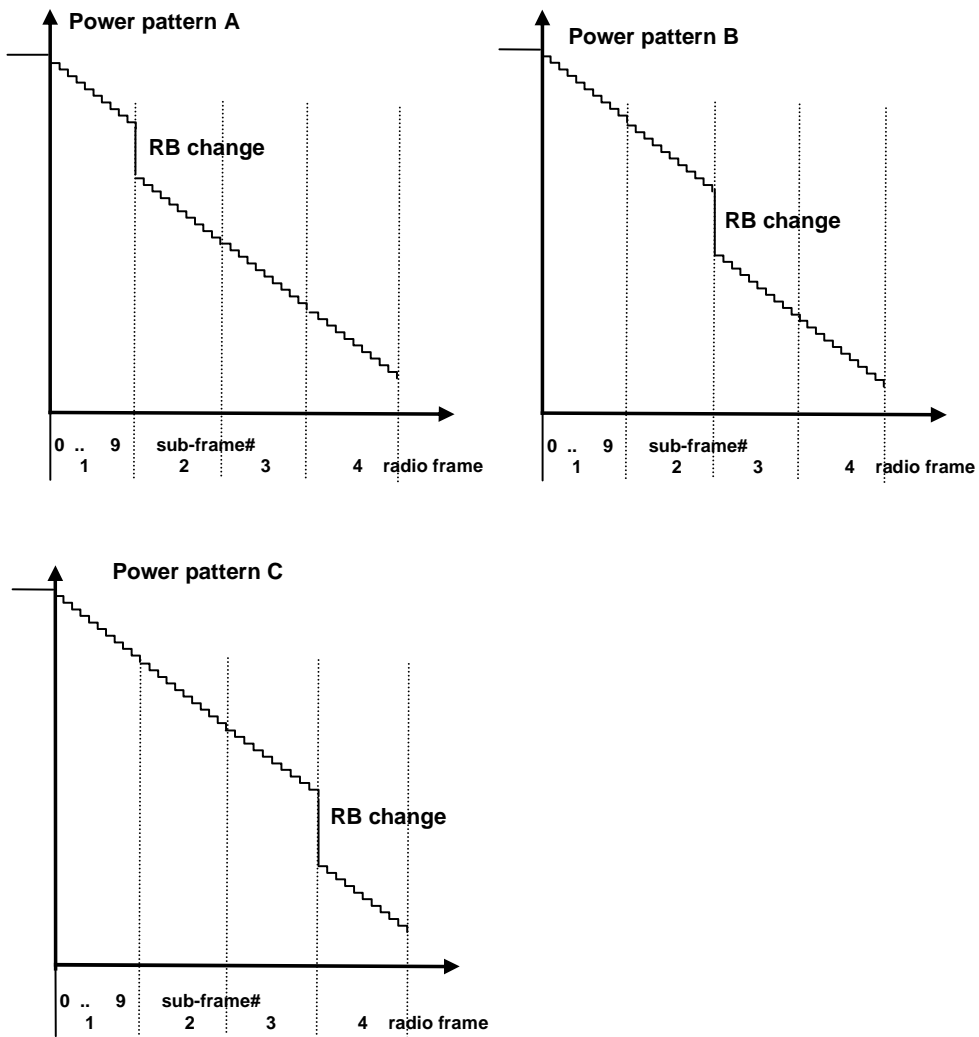 Power pattern A
RB change
0 .. 9 sub-frame#
1 2 3 4 radio frame
Power pattern B
RB change
0 .. 9 sub-frame#
1 2 3 4 radio frame
Power pattern C
RB change
0 .. 9 sub-frame#
1 2 3 4 radio frame